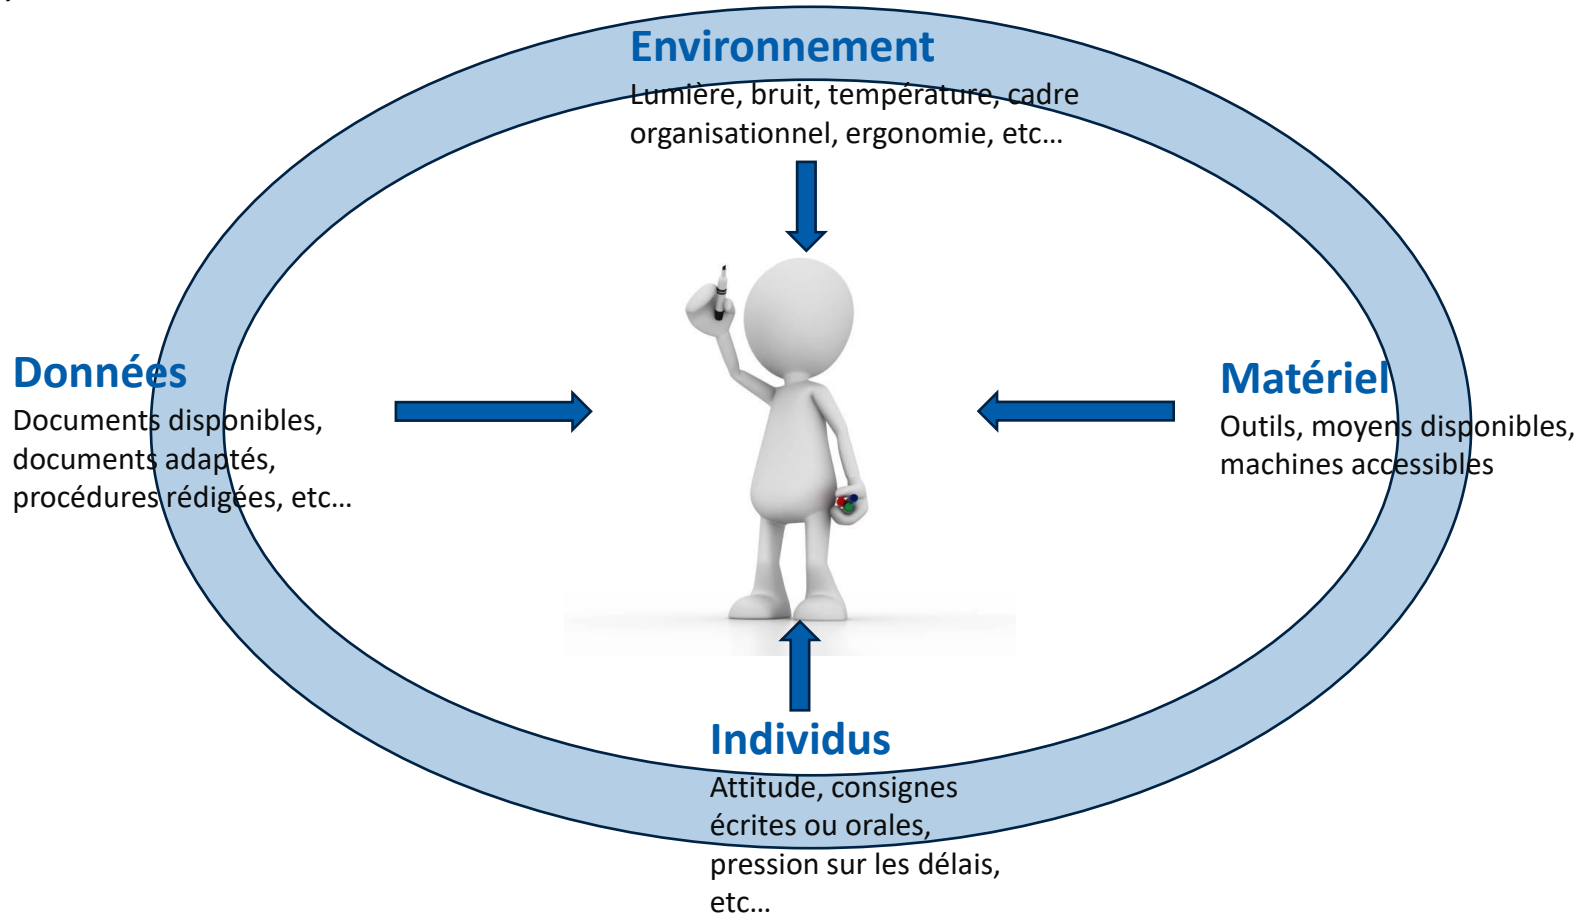 Environnement
Lumière, bruit, température, cadre
organisationnel, ergonomie, etc…
Données
Documents disponibles,
documents adaptés,
procédures rédigées, etc…
Matériel
Outils, moyens disponibles,
machines accessibles
Individus
Attitude, consignes
écrites ou orales,
pression sur les délais,
etc…